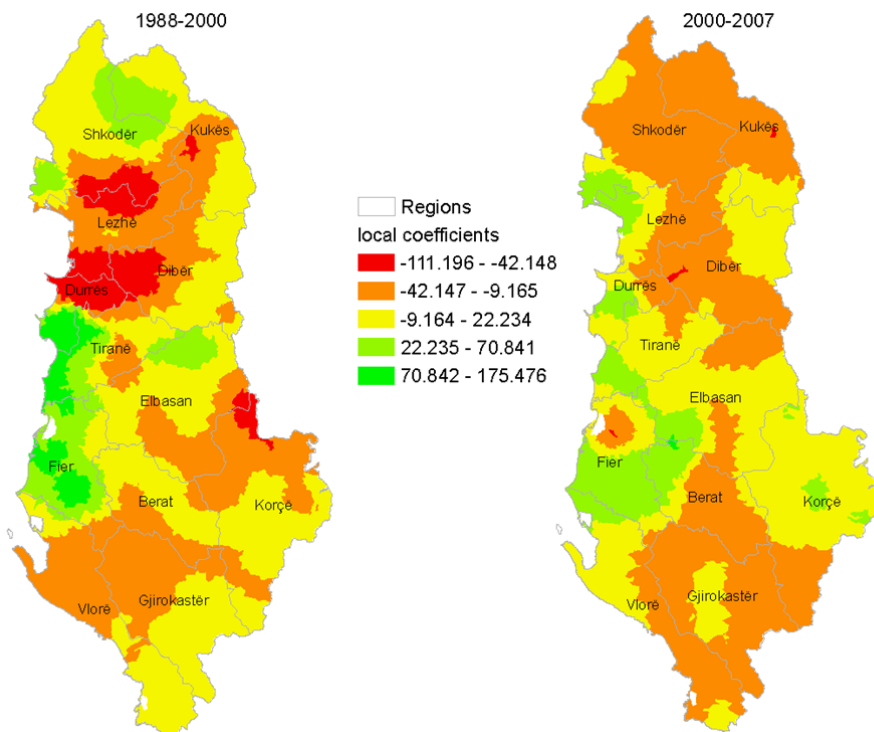 1988-2000
Shkodër
Kukës
Lezhë
Dibër
Durrës
Tiranë
Elbasan
Fier
Berat
Korçë
Vlorë
Gjirokastër
Regions
local coefficients
-111.196 - -42.148
-42.147 - -9.165
-9.164 - 22.234
22.235 - 70.841
70.842 - 175.476
2000-2007
Shkodër
Kukës
Lezhë
Dibër
Durrës
Tiranë
Elbasan
Fier
Berat
Korçë
Vlorë
Gjirokastër